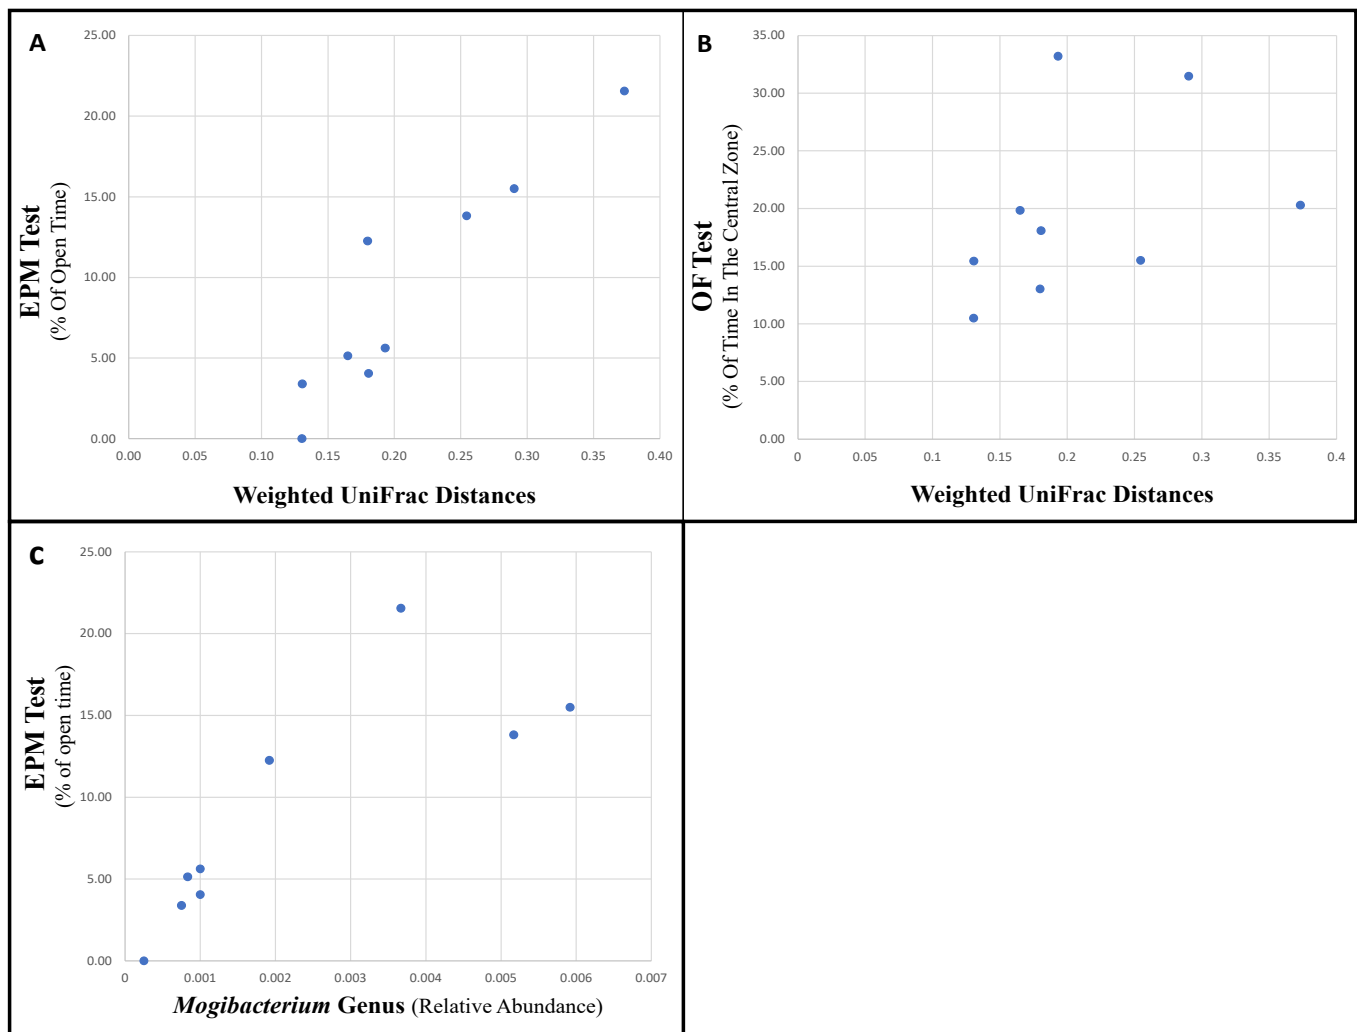 A
25.00
20.00
15.00
10.00
5.00
0.00
EPM Test
(% Of Open Time)
0.00 0.05 0.10 0.15 0.20 0.25 0.30 0.35 0.40
Weighted UniFrac Distances
B
35.00
30.00
25.00
20.00
15.00
10.00
5.00
0.00
OF Test
(% Of Time In The Central Zone)
0 0.05 0.1 0.15 0.2 0.25 0.3 0.35 0.4
Weighted UniFrac Distances
C
25.00
20.00
15.00
10.00
5.00
0.00
EPM Test
(% of open time)
0 0.001 0.002 0.003 0.004 0.005 0.006 0.007
Mogibacterium Genus (Relative Abundance)